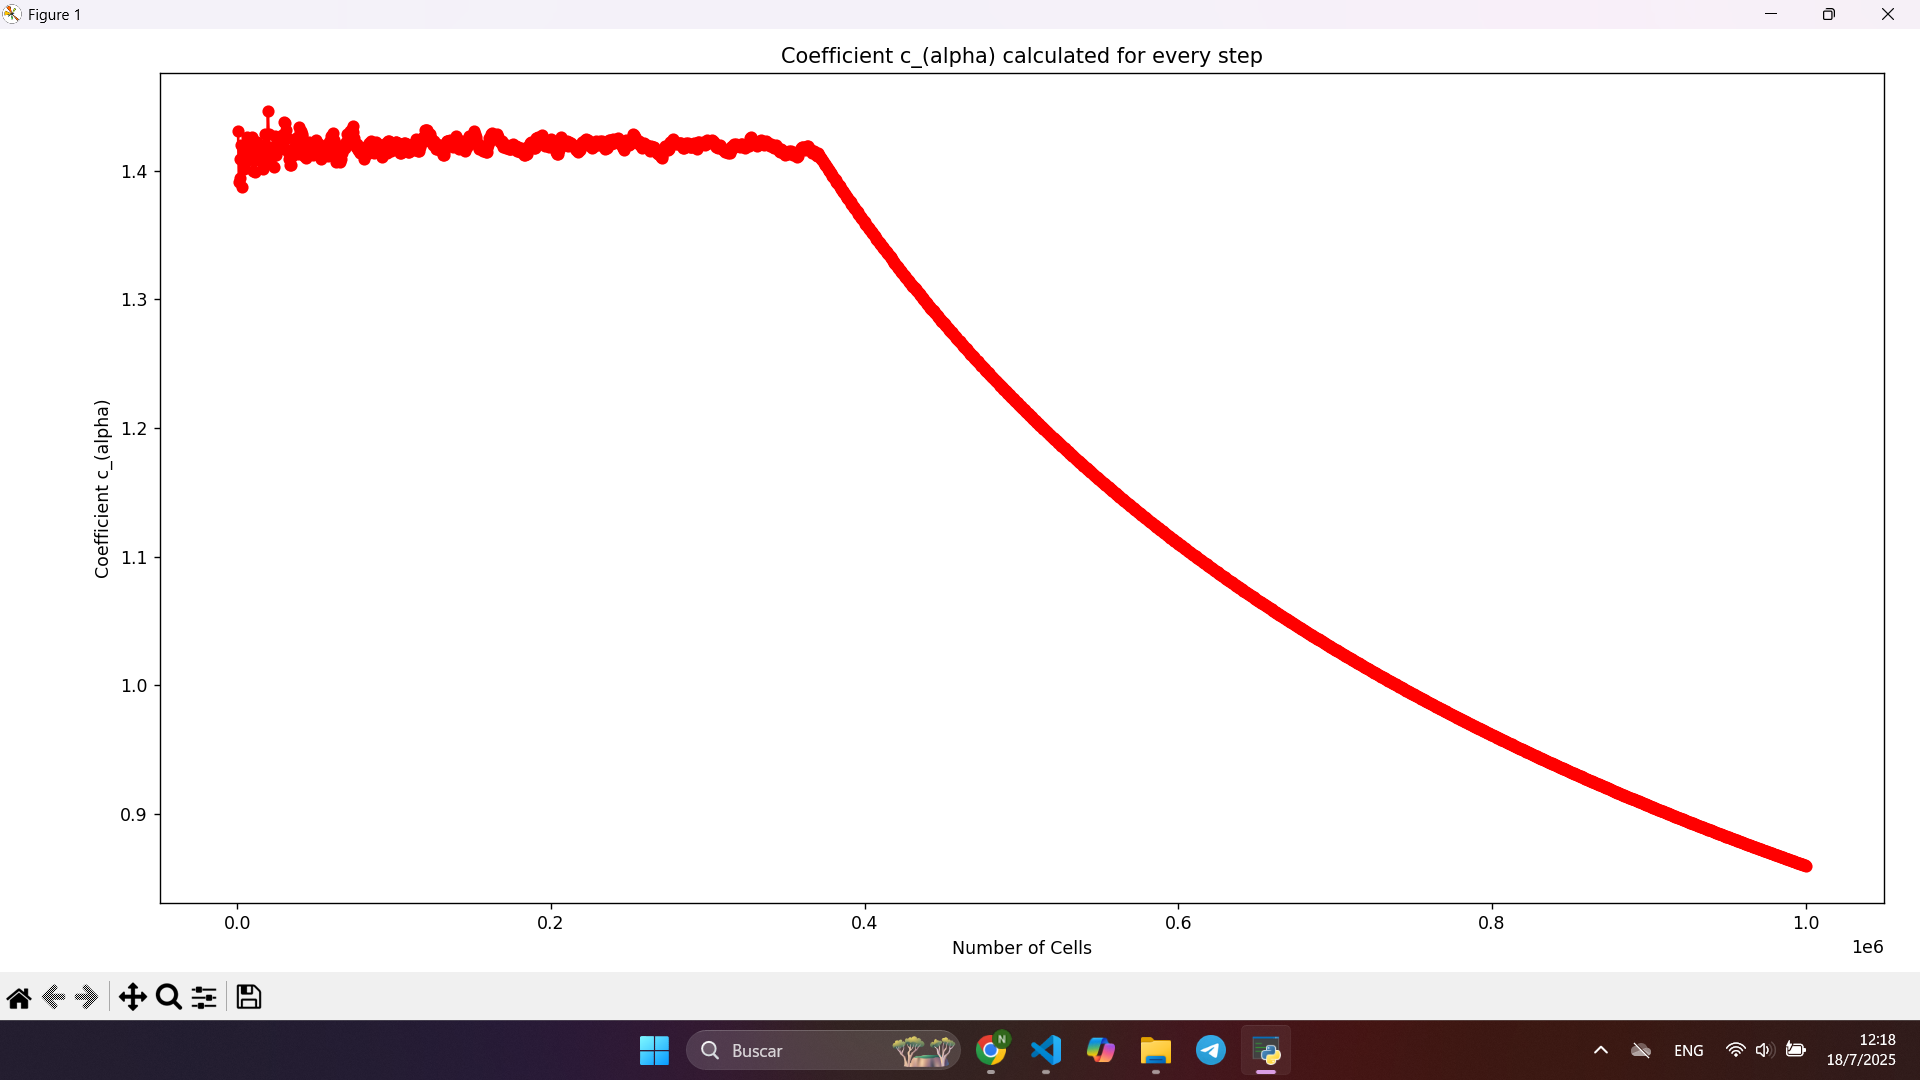 Figure 1
Coefficient c_(alpha) calculated for every step
Coefficient c_(alpha)
1.4
1.3
1.2
1.1
1.0
0.9
0.0 0.2 0.4 0.6 0.8 1.0
Number of Cells
1e6
Buscar
N
ENG
12:18
18/7/2025